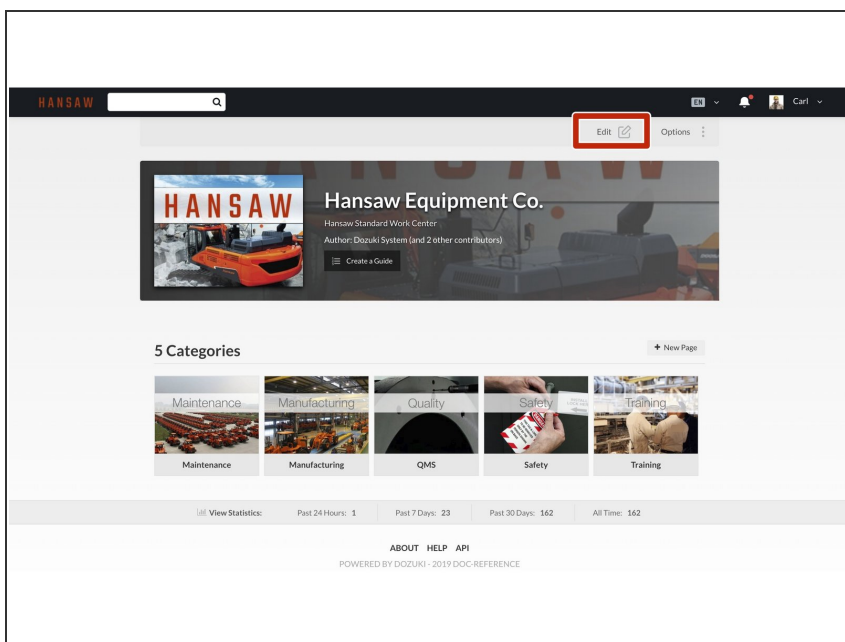 HANSAW
EN
Carl
Edit
Options
HANSAW
HANSAW
Hansaw Equipment Co.
Hansaw Standard Work Center
Author: Dozuki System (and 2 other contributors)
Create a Guide
5 Categories
+ New Page
Maintenance
Manufacturing
Quality
Safety
Training
Maintenance
Manufacturing
QMS
Safety
Training
View Statistics:
Past 24 Hours: 1
Past 7 Days: 23
Past 30 Days: 162
All Time: 162
ABOUT HELP API
POWERED BY DOZUKI - 2019 DOC-REFERENCE